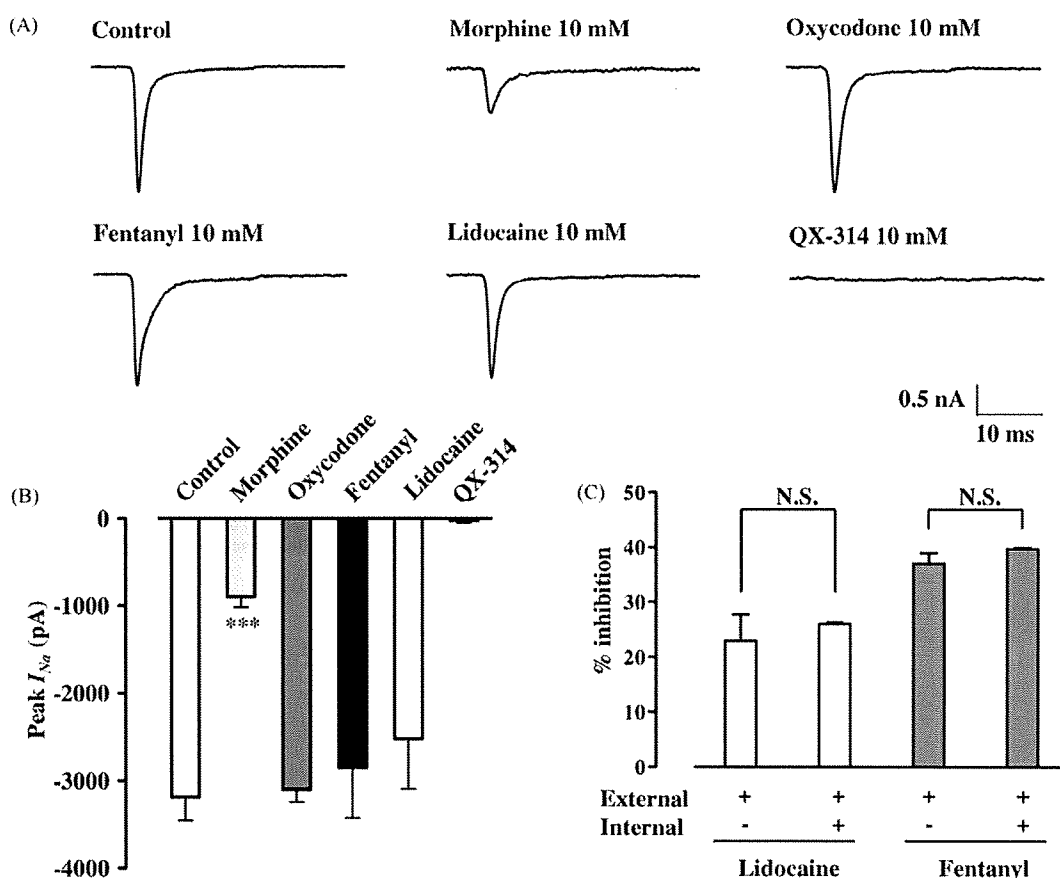 (A)
Control
Morphine 10 mM
Oxycodone 10 mM
Fentanyl 10 mM
Lidocaine 10 mM
QX-314 10 mM
0.5 nA
10 ms
(B)
Control
Morphine
Oxycodone
Fentanyl
Lidocaine
QX-314
Peak I_Na (pA)
0
-1000
-2000
-3000
-4000
***
(C)
% inhibition
50
40
30
20
10
0
N.S.
N.S.
External + + + +
Internal - + - +
Lidocaine
Fentanyl